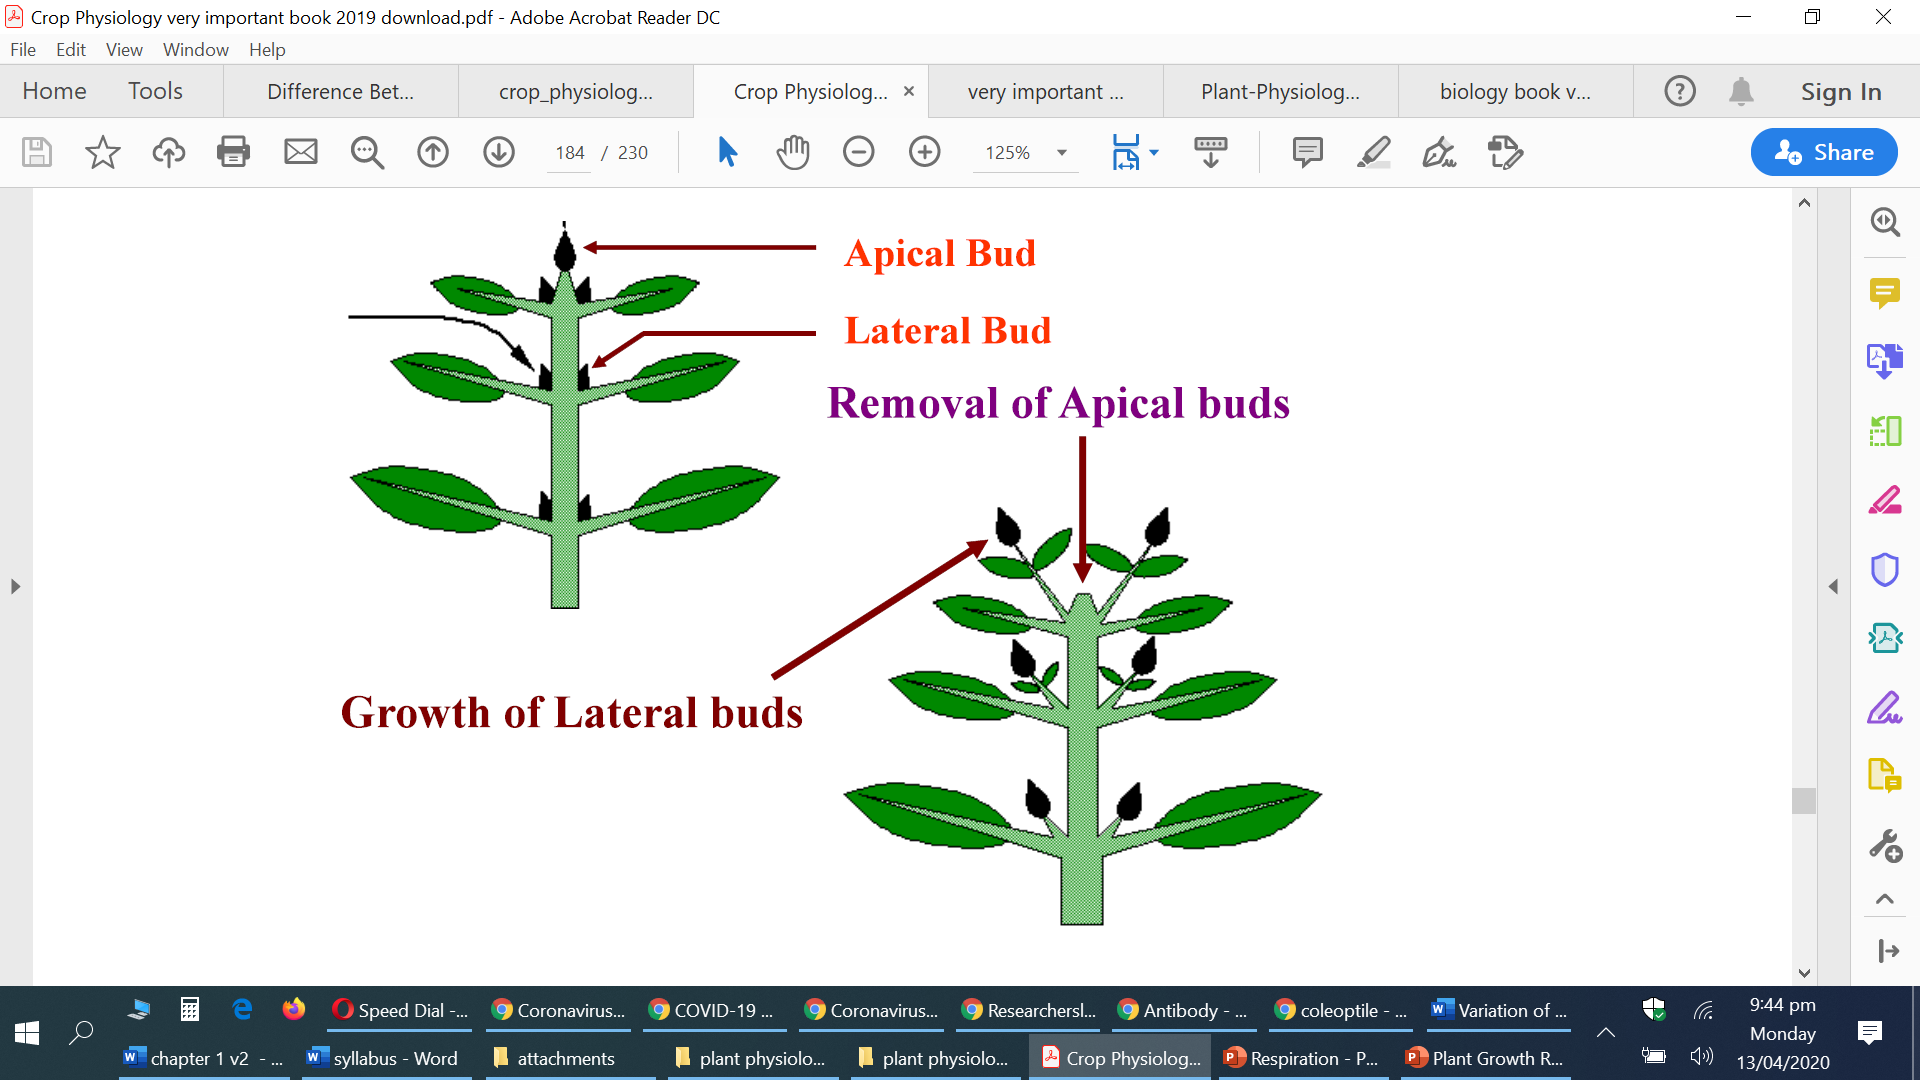 Crop Physiology very important book 2019 download.pdf - Adobe Acrobat Reader DC
File Edit View Window Help
Home Tools Difference Bet... crop_physiolog... Crop Physiolog... × very important ... Plant-Physiolog... biology book v... Sign In
184 / 230 125% Share
Apical Bud
Lateral Bud
Removal of Apical buds
Growth of Lateral buds
Speed Dial -... Coronavirus... COVID-19 ... Coronavirus... Researchersl... Antibody - ... coleoptile - ... Variation of ...
chapter 1 v2 - ... syllabus - Word attachments plant physiolo... plant physiolo... Crop Physiolog... Respiration - P... Plant Growth R...
9:44 pm
Monday
13/04/2020